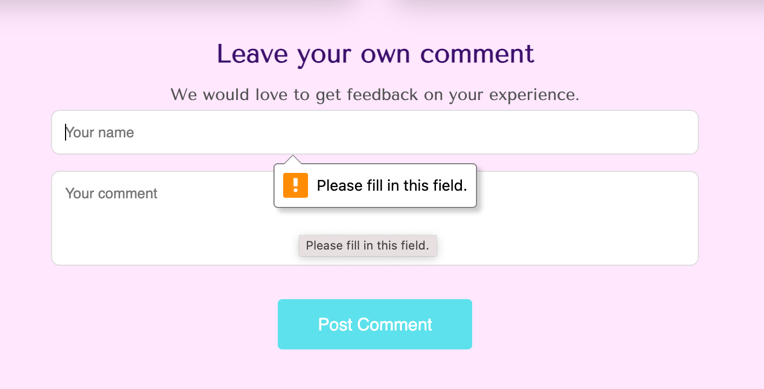 Leave your own comment
We would love to get feedback on your experience.
Your name
Please fill in this field.
Your comment
Please fill in this field.
Post Comment